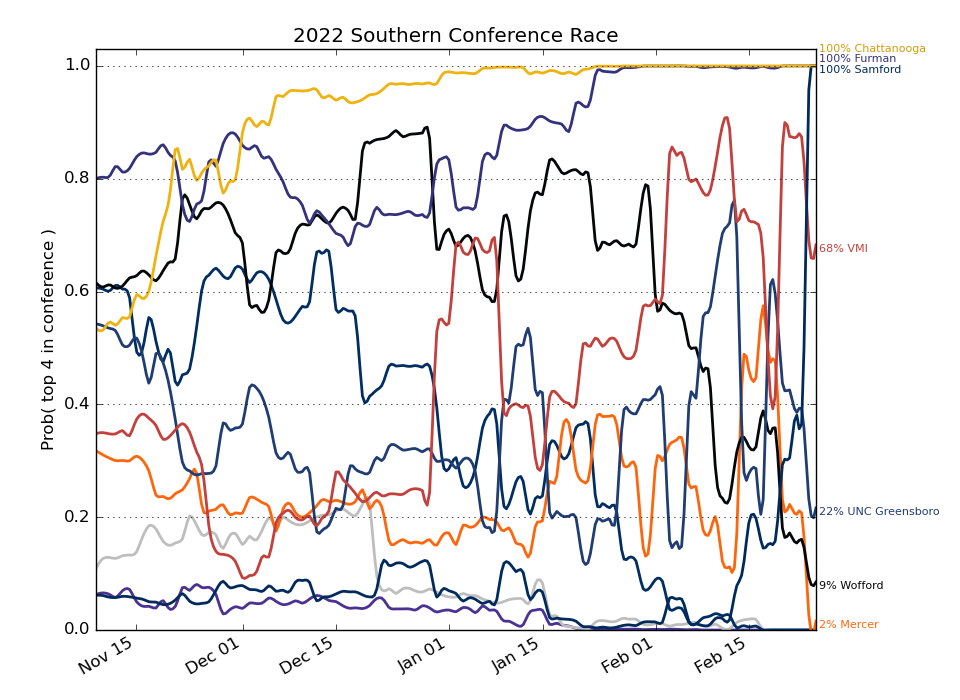 2022 Southern Conference Race
Prob( top 4 in conference )
1.0
0.8
0.6
0.4
0.2
0.0
Nov 15
Dec 01
Dec 15
Jan 01
Jan 15
Feb 01
Feb 15
100% Chattanooga
100% Furman
100% Samford
68% VMI
22% UNC Greensboro
9% Wofford
2% Mercer